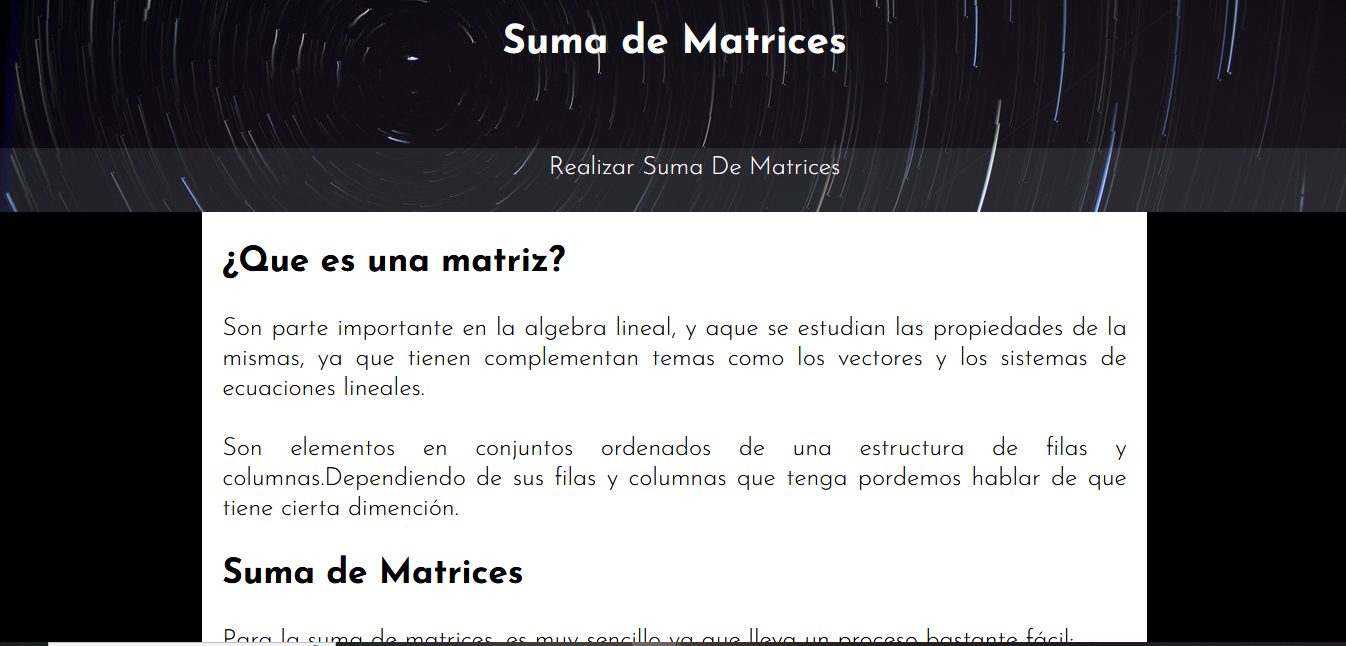 Suma de Matrices
Realizar Suma De Matrices
¿Que es una matriz?
Son parte importante en la algebra lineal, y aque se estudian las propiedades de la
mismas, ya que tienen complementan temas como los vectores y los sistemas de
ecuaciones lineales.
Son elementos en conjuntos ordenados de una estructura de filas y
columnas.Dependiendo de sus filas y columnas que tenga pordemos hablar de que
tiene cierta dimención.
Suma de Matrices
Para la suma de matrices, es muy sencillo ya que lleva un proceso bastante fácil: